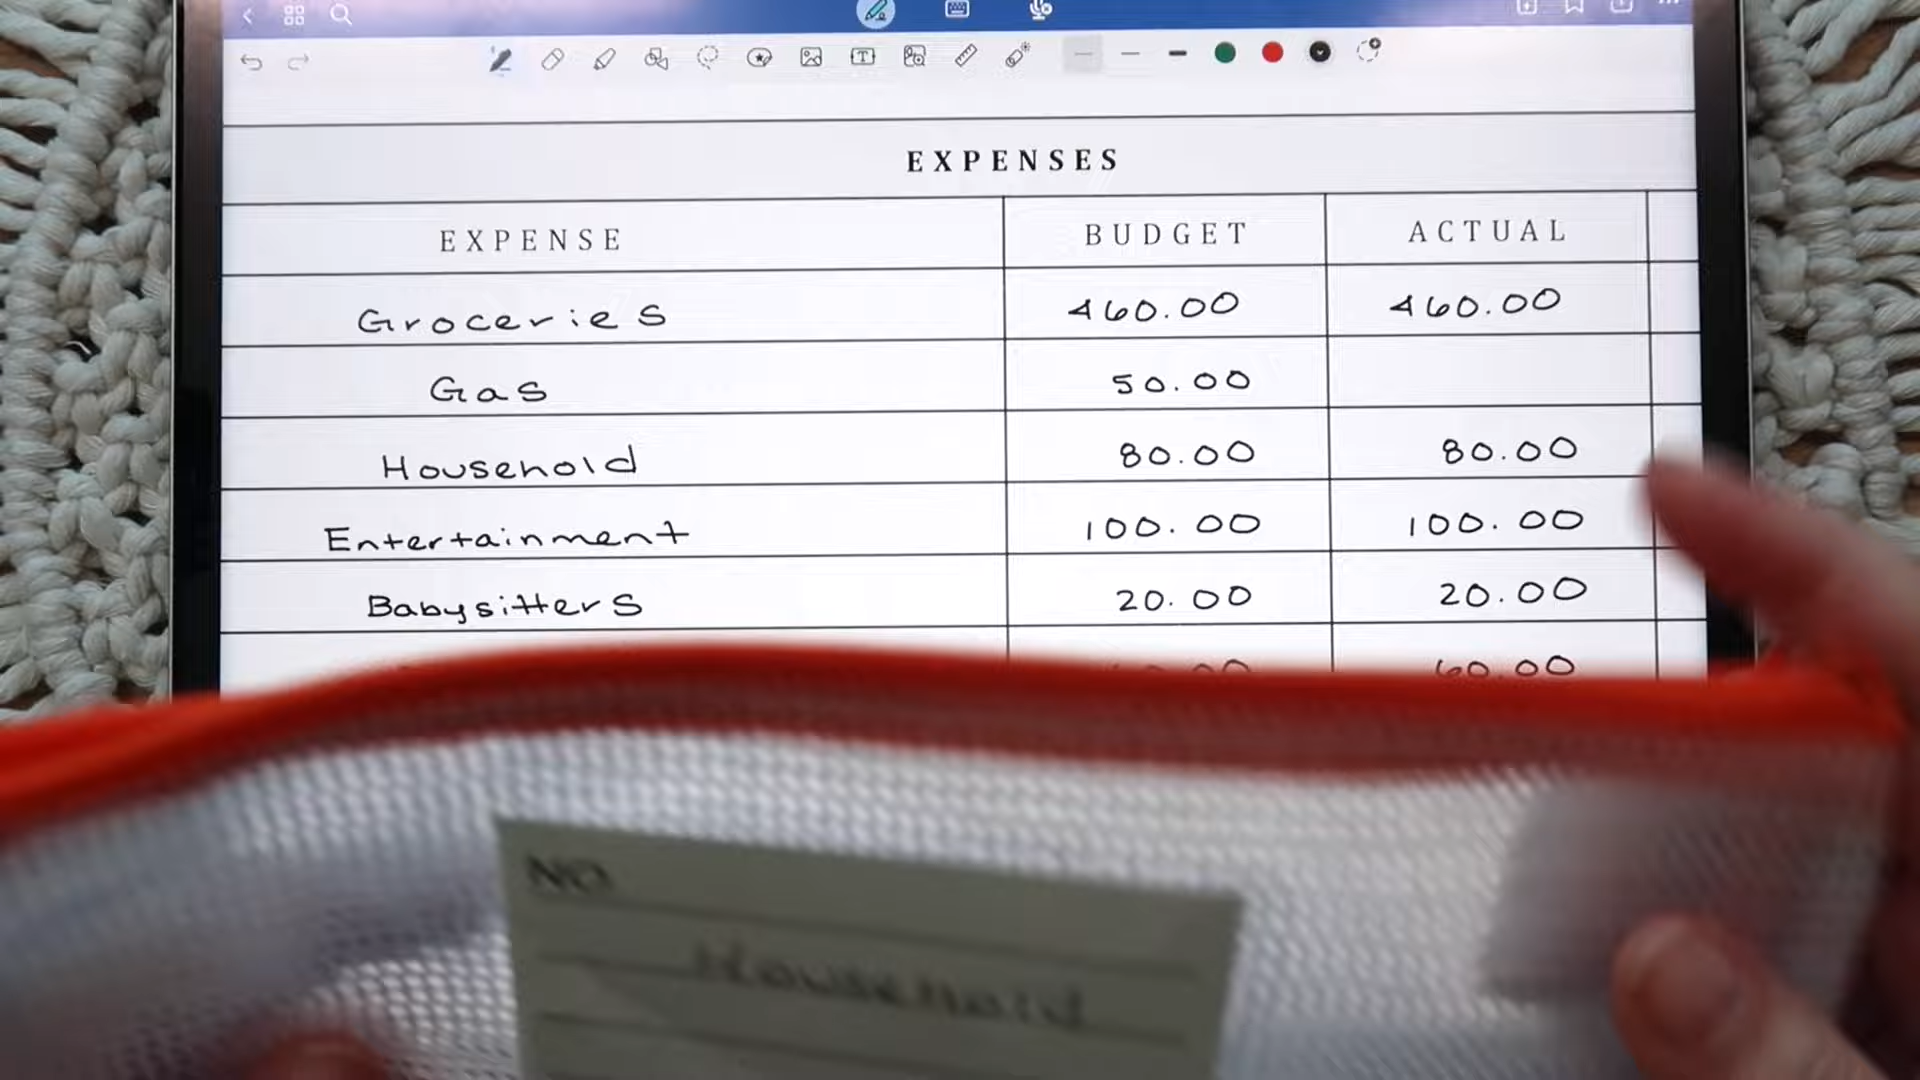 EXPENSES
EXPENSE BUDGET ACTUAL
Groceries 460.00 460.00
Gas 50.00
Household 80.00 80.00
Entertainment 100.00 100.00
Babysitters 20.00 20.00
60.00
NO.
Household